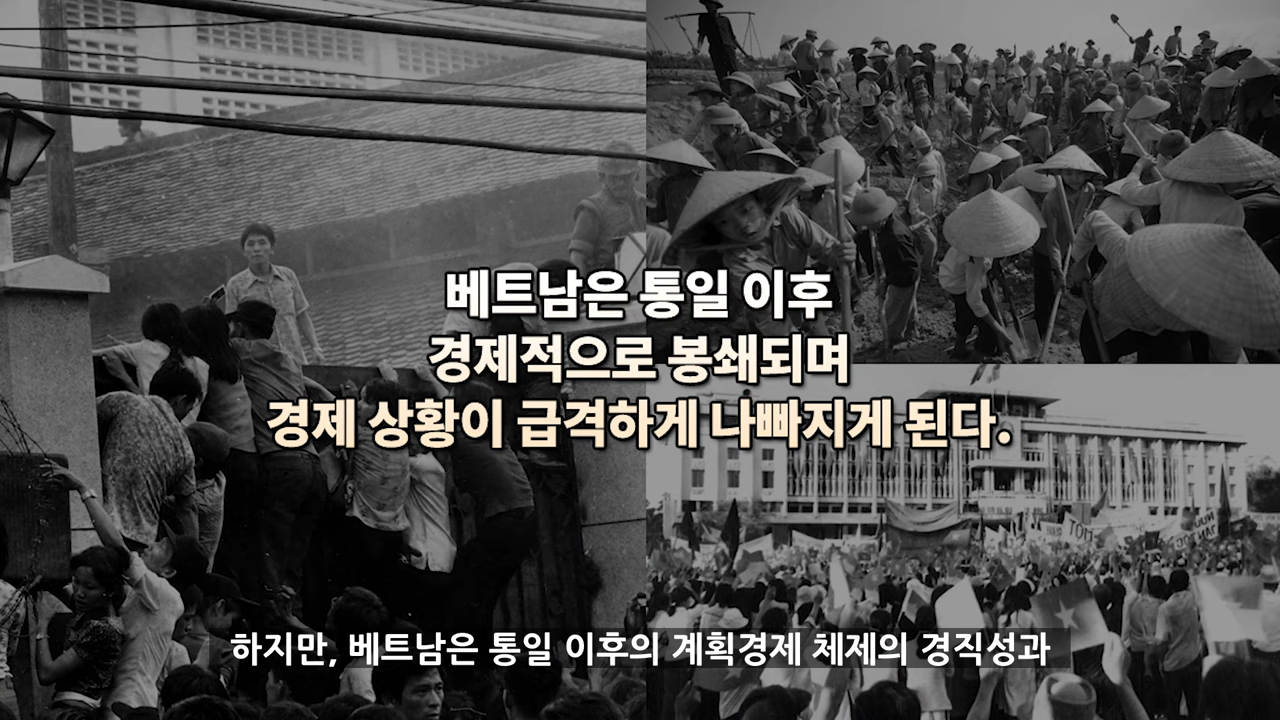 베트남은 통일 이후
경제적으로 봉쇄되며
경제 상황이 급격하게 나빠지게 된다.
하지만, 베트남은 통일 이후의 계획경제 체제의 경직성과